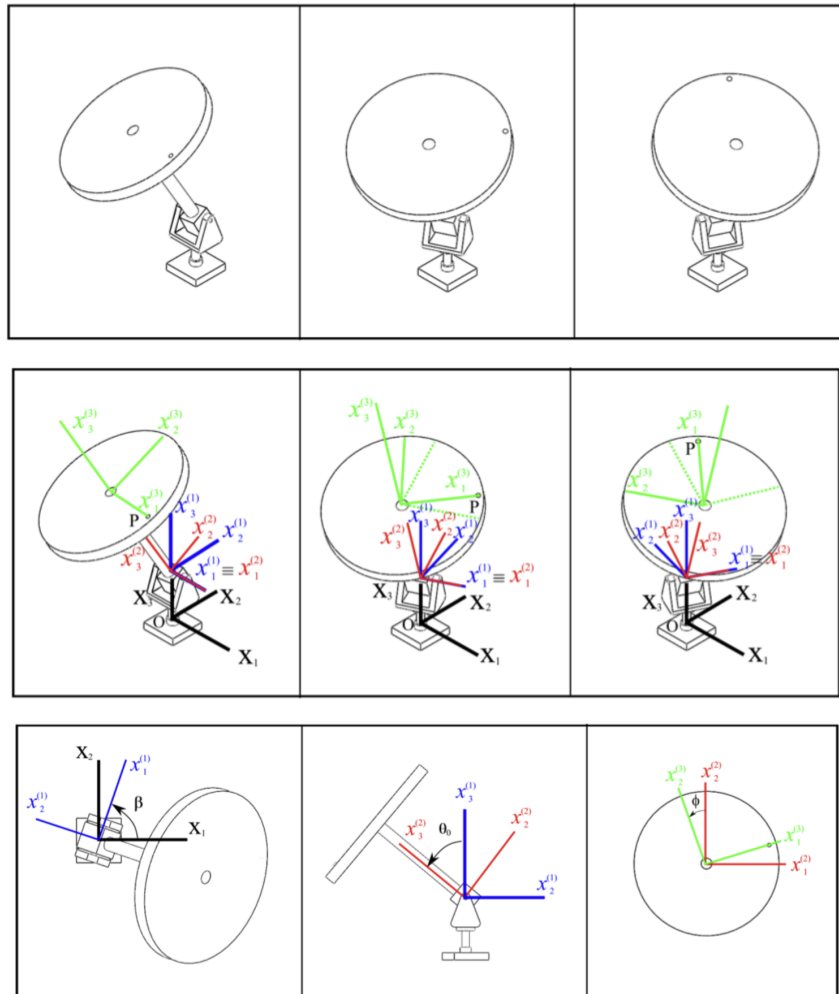 x₃⁽³⁾
x₂⁽³⁾
x₁⁽³⁾
P
x₃⁽¹⁾
x₃⁽²⁾
x₂⁽²⁾
x₂⁽¹⁾
x₁⁽¹⁾ ≡ x₁⁽²⁾
X₃
X₂
O
X₁
x₃⁽³⁾
x₂⁽³⁾
x₁⁽³⁾
P
x₃⁽¹⁾
x₃⁽²⁾
x₂⁽²⁾
x₂⁽¹⁾
x₁⁽¹⁾ ≡ x₁⁽²⁾
X₃
X₂
O
X₁
x₁⁽³⁾
P
x₂⁽³⁾
x₃⁽¹⁾
x₂⁽¹⁾
x₂⁽²⁾
x₃⁽²⁾
x₁⁽¹⁾ ≡ x₁⁽²⁾
X₃
X₂
O
X₁
X₂
x₁⁽¹⁾
x₂⁽¹⁾
β
X₁
x₃⁽¹⁾
x₃⁽²⁾
θ₀
x₂⁽²⁾
x₂⁽¹⁾
x₂⁽³⁾
ϕ
x₂⁽²⁾
x₁⁽³⁾
x₁⁽²⁾